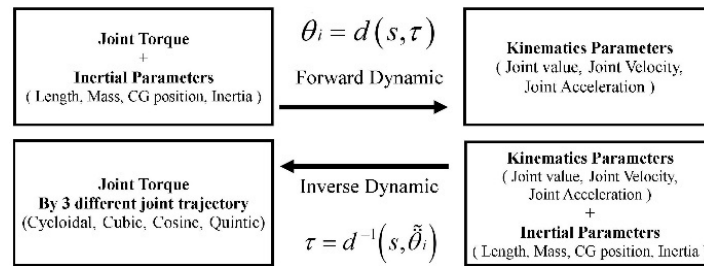 Joint Torque
+
Inertial Parameters
( Length, Mass, CG position, Inertia )
θi = d(s,τ)
Forward Dynamic
Kinematics Parameters
( Joint value, Joint Velocity,
Joint Acceleration )
Joint Torque
By 3 different joint trajectory
(Cycloidal, Cubic, Cosine, Quintic)
Inverse Dynamic
τ = d⁻¹(s,θ̃̈i)
Kinematics Parameters
( Joint value, Joint Velocity,
Joint Acceleration )
+
Inertial Parameters
( Length, Mass, CG position, Inertia